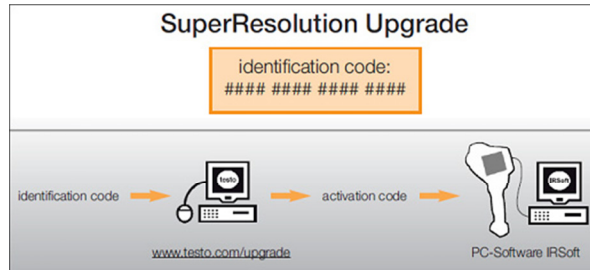 SuperResolution Upgrade
identification code:
#### #### #### ####
identification code
testo
activation code
IRSoft
www.testo.com/upgrade
PC-Software IRSoft